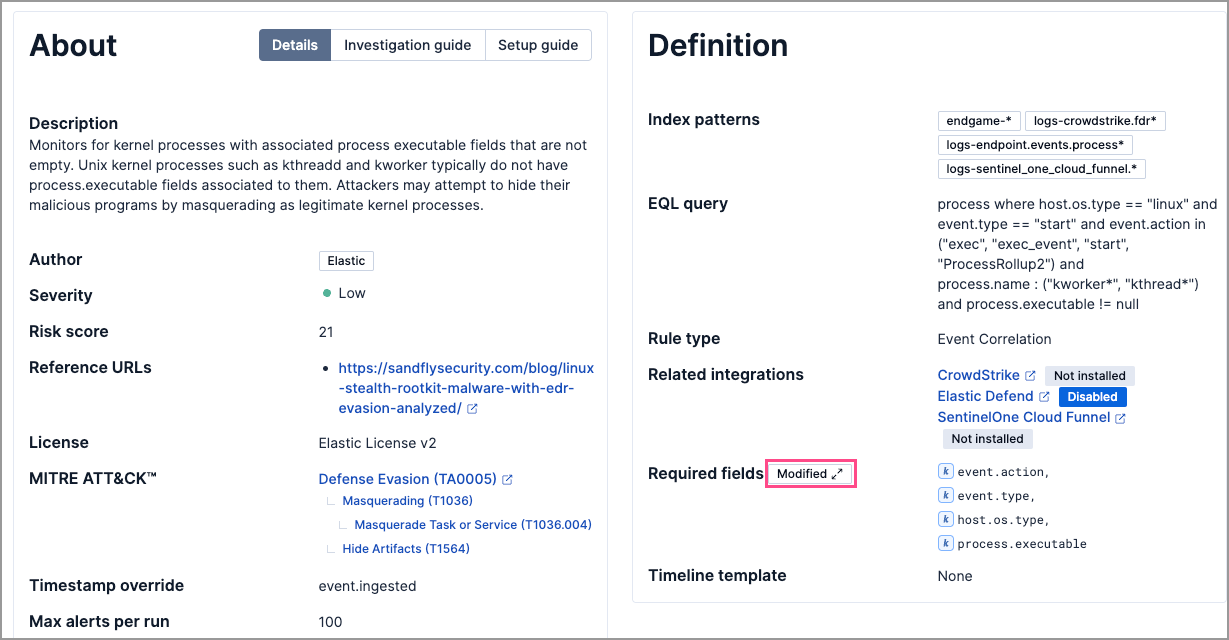 About
Details
Investigation guide
Setup guide
Description
Monitors for kernel processes with associated process executable fields that are not
empty. Unix kernel processes such as kthreadd and kworker typically do not have
process.executable fields associated to them. Attackers may attempt to hide their
malicious programs by masquerading as legitimate kernel processes.
Author
Elastic
Severity
Low
Risk score
21
Reference URLs
• https://sandflysecurity.com/blog/linux
-stealth-rootkit-malware-with-edr-
evasion-analyzed/
License
Elastic License v2
MITRE ATT&CK™
Defense Evasion (TA0005)
Masquerading (T1036)
Masquerade Task or Service (T1036.004)
Hide Artifacts (T1564)
Timestamp override
event.ingested
Max alerts per run
100
Definition
Index patterns
endgame-* logs-crowdstrike.fdr*
logs-endpoint.events.process*
logs-sentinel_one_cloud_funnel.*
EQL query
process where host.os.type == "linux" and
event.type == "start" and event.action in
("exec", "exec_event", "start",
"ProcessRollup2") and
process.name : ("kworker*", "kthread*")
and process.executable != null
Rule type
Event Correlation
Related integrations
CrowdStrike Not installed
Elastic Defend Disabled
SentinelOne Cloud Funnel
Not installed
Required fields Modified
k event.action,
k event.type,
k host.os.type,
k process.executable
Timeline template
None